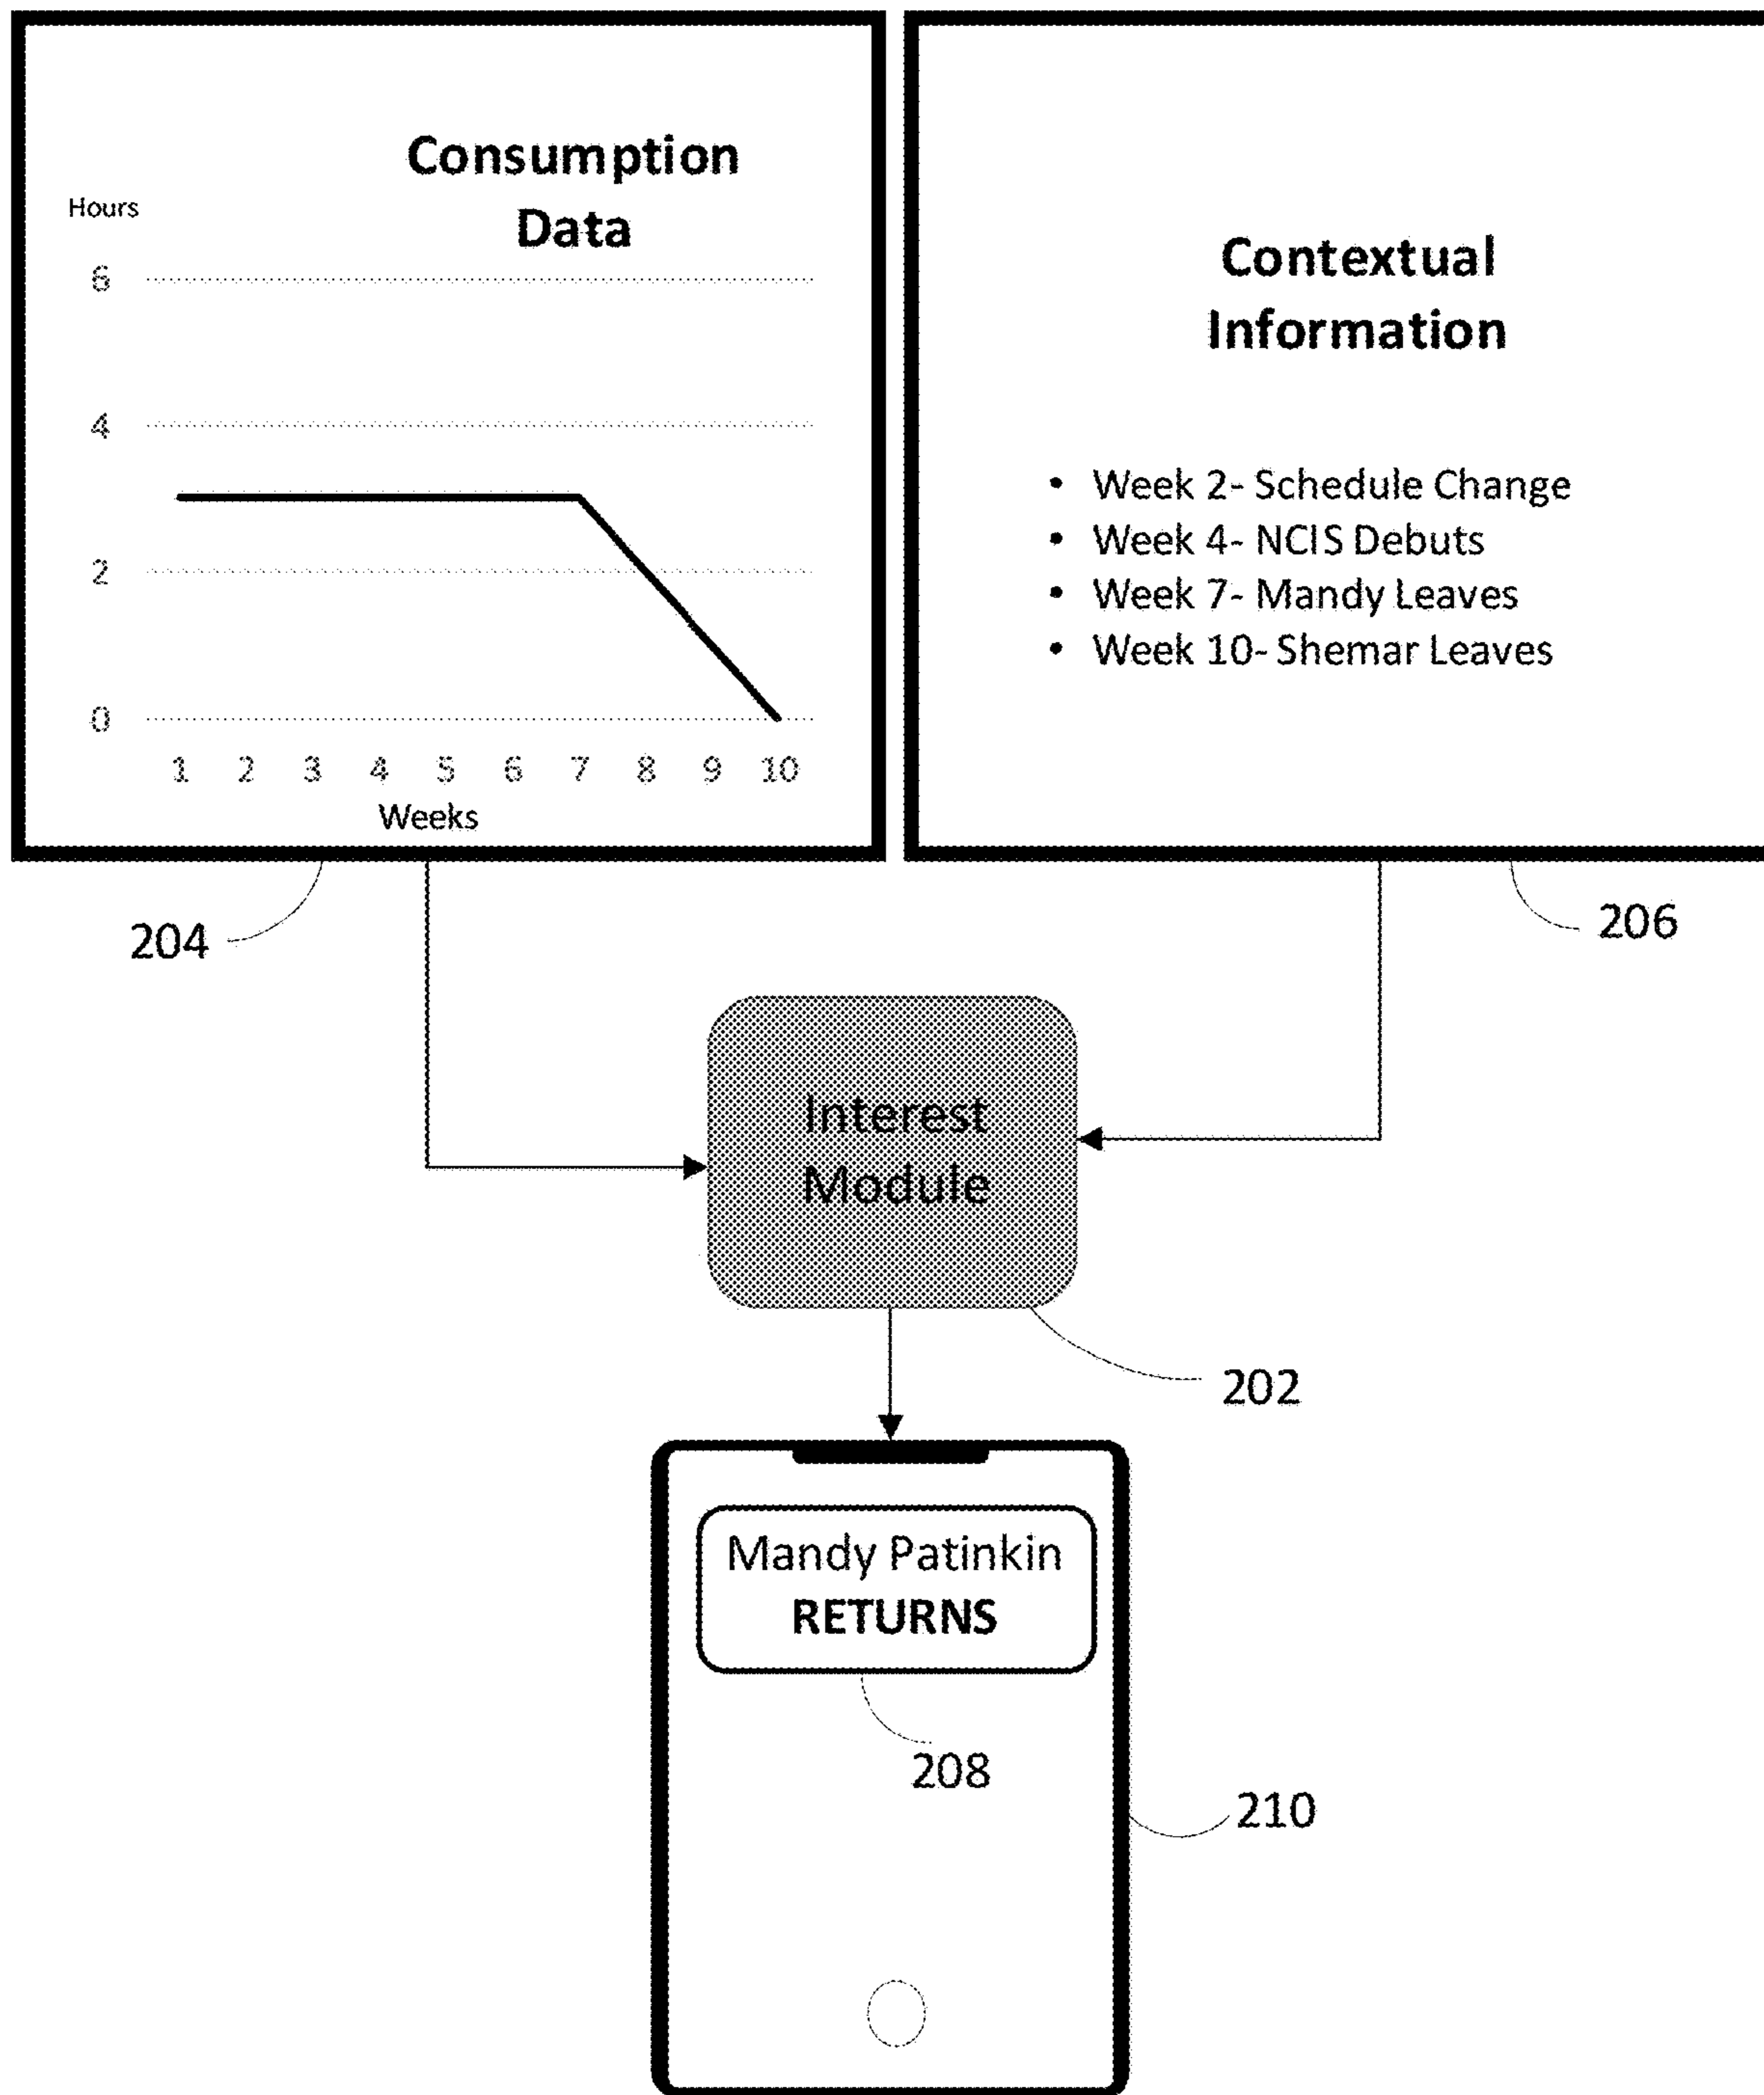 Consumption
Data
Hours
6
4
2
0
1 2 3 4 5 6 7 8 9 10
Weeks
Contextual
Information
• Week 2- Schedule Change
• Week 4- NCIS Debuts
• Week 7- Mandy Leaves
• Week 10- Shemar Leaves
204
206
Interest
Module
202
Mandy Patinkin
RETURNS
208
210